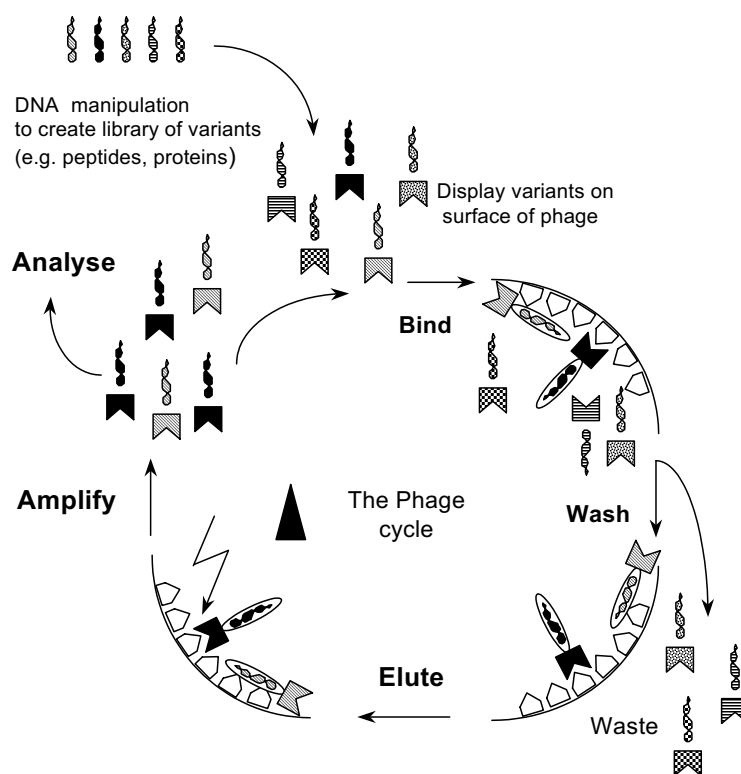 DNA manipulation
to create library of variants
(e.g. peptides, proteins)
Display variants on
surface of phage
Analyse
Bind
Amplify
The Phage
cycle
Wash
Elute
Waste